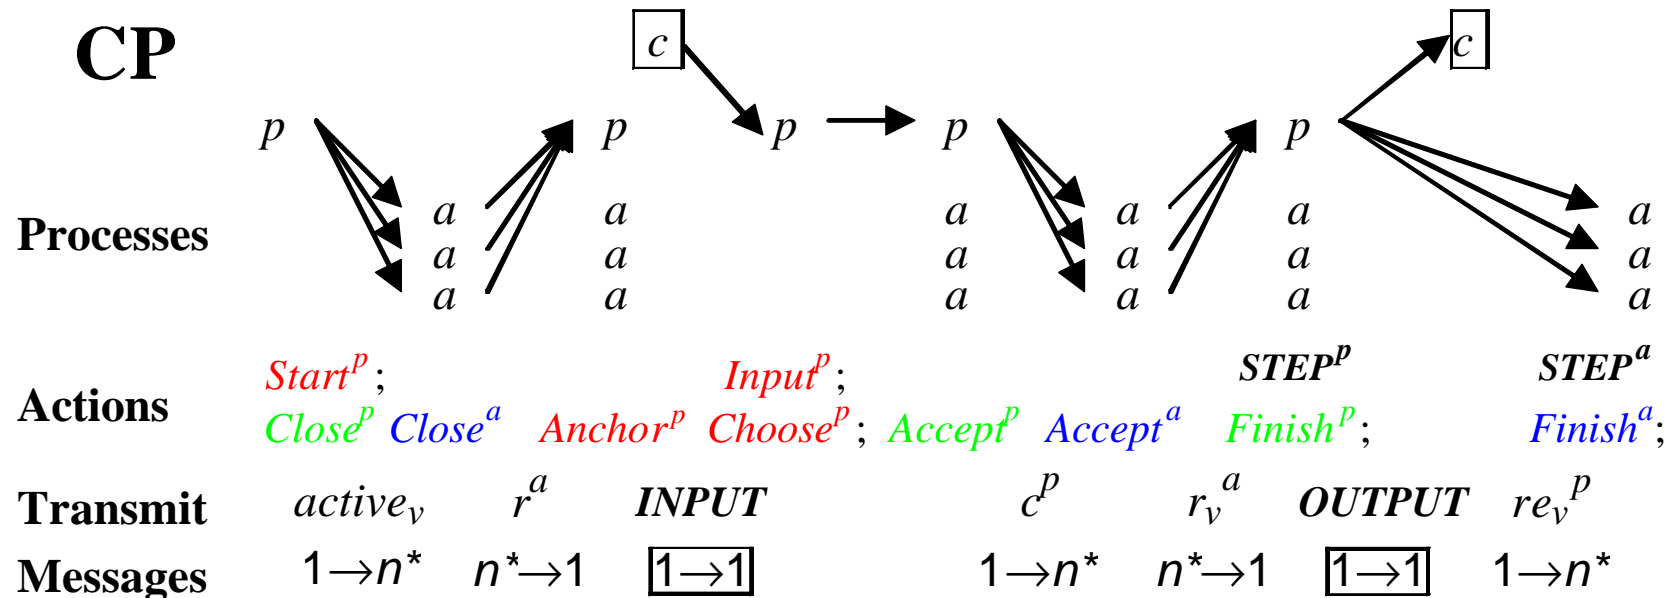 CP
c c
p p p p p
a a a a a a
Processes a a a a a a
a a a a a a
Start^p; Input^p; STEP^p STEP^a
Actions
Close^p Close^a Anchor^p Choose^p; Accept^p Accept^a Finish^p; Finish^a;
Transmit active_v r^a INPUT c^p r_v^a OUTPUT re_v^p
Messages 1→n* n*→1 1→1 1→n* n*→1 1→1 1→n*